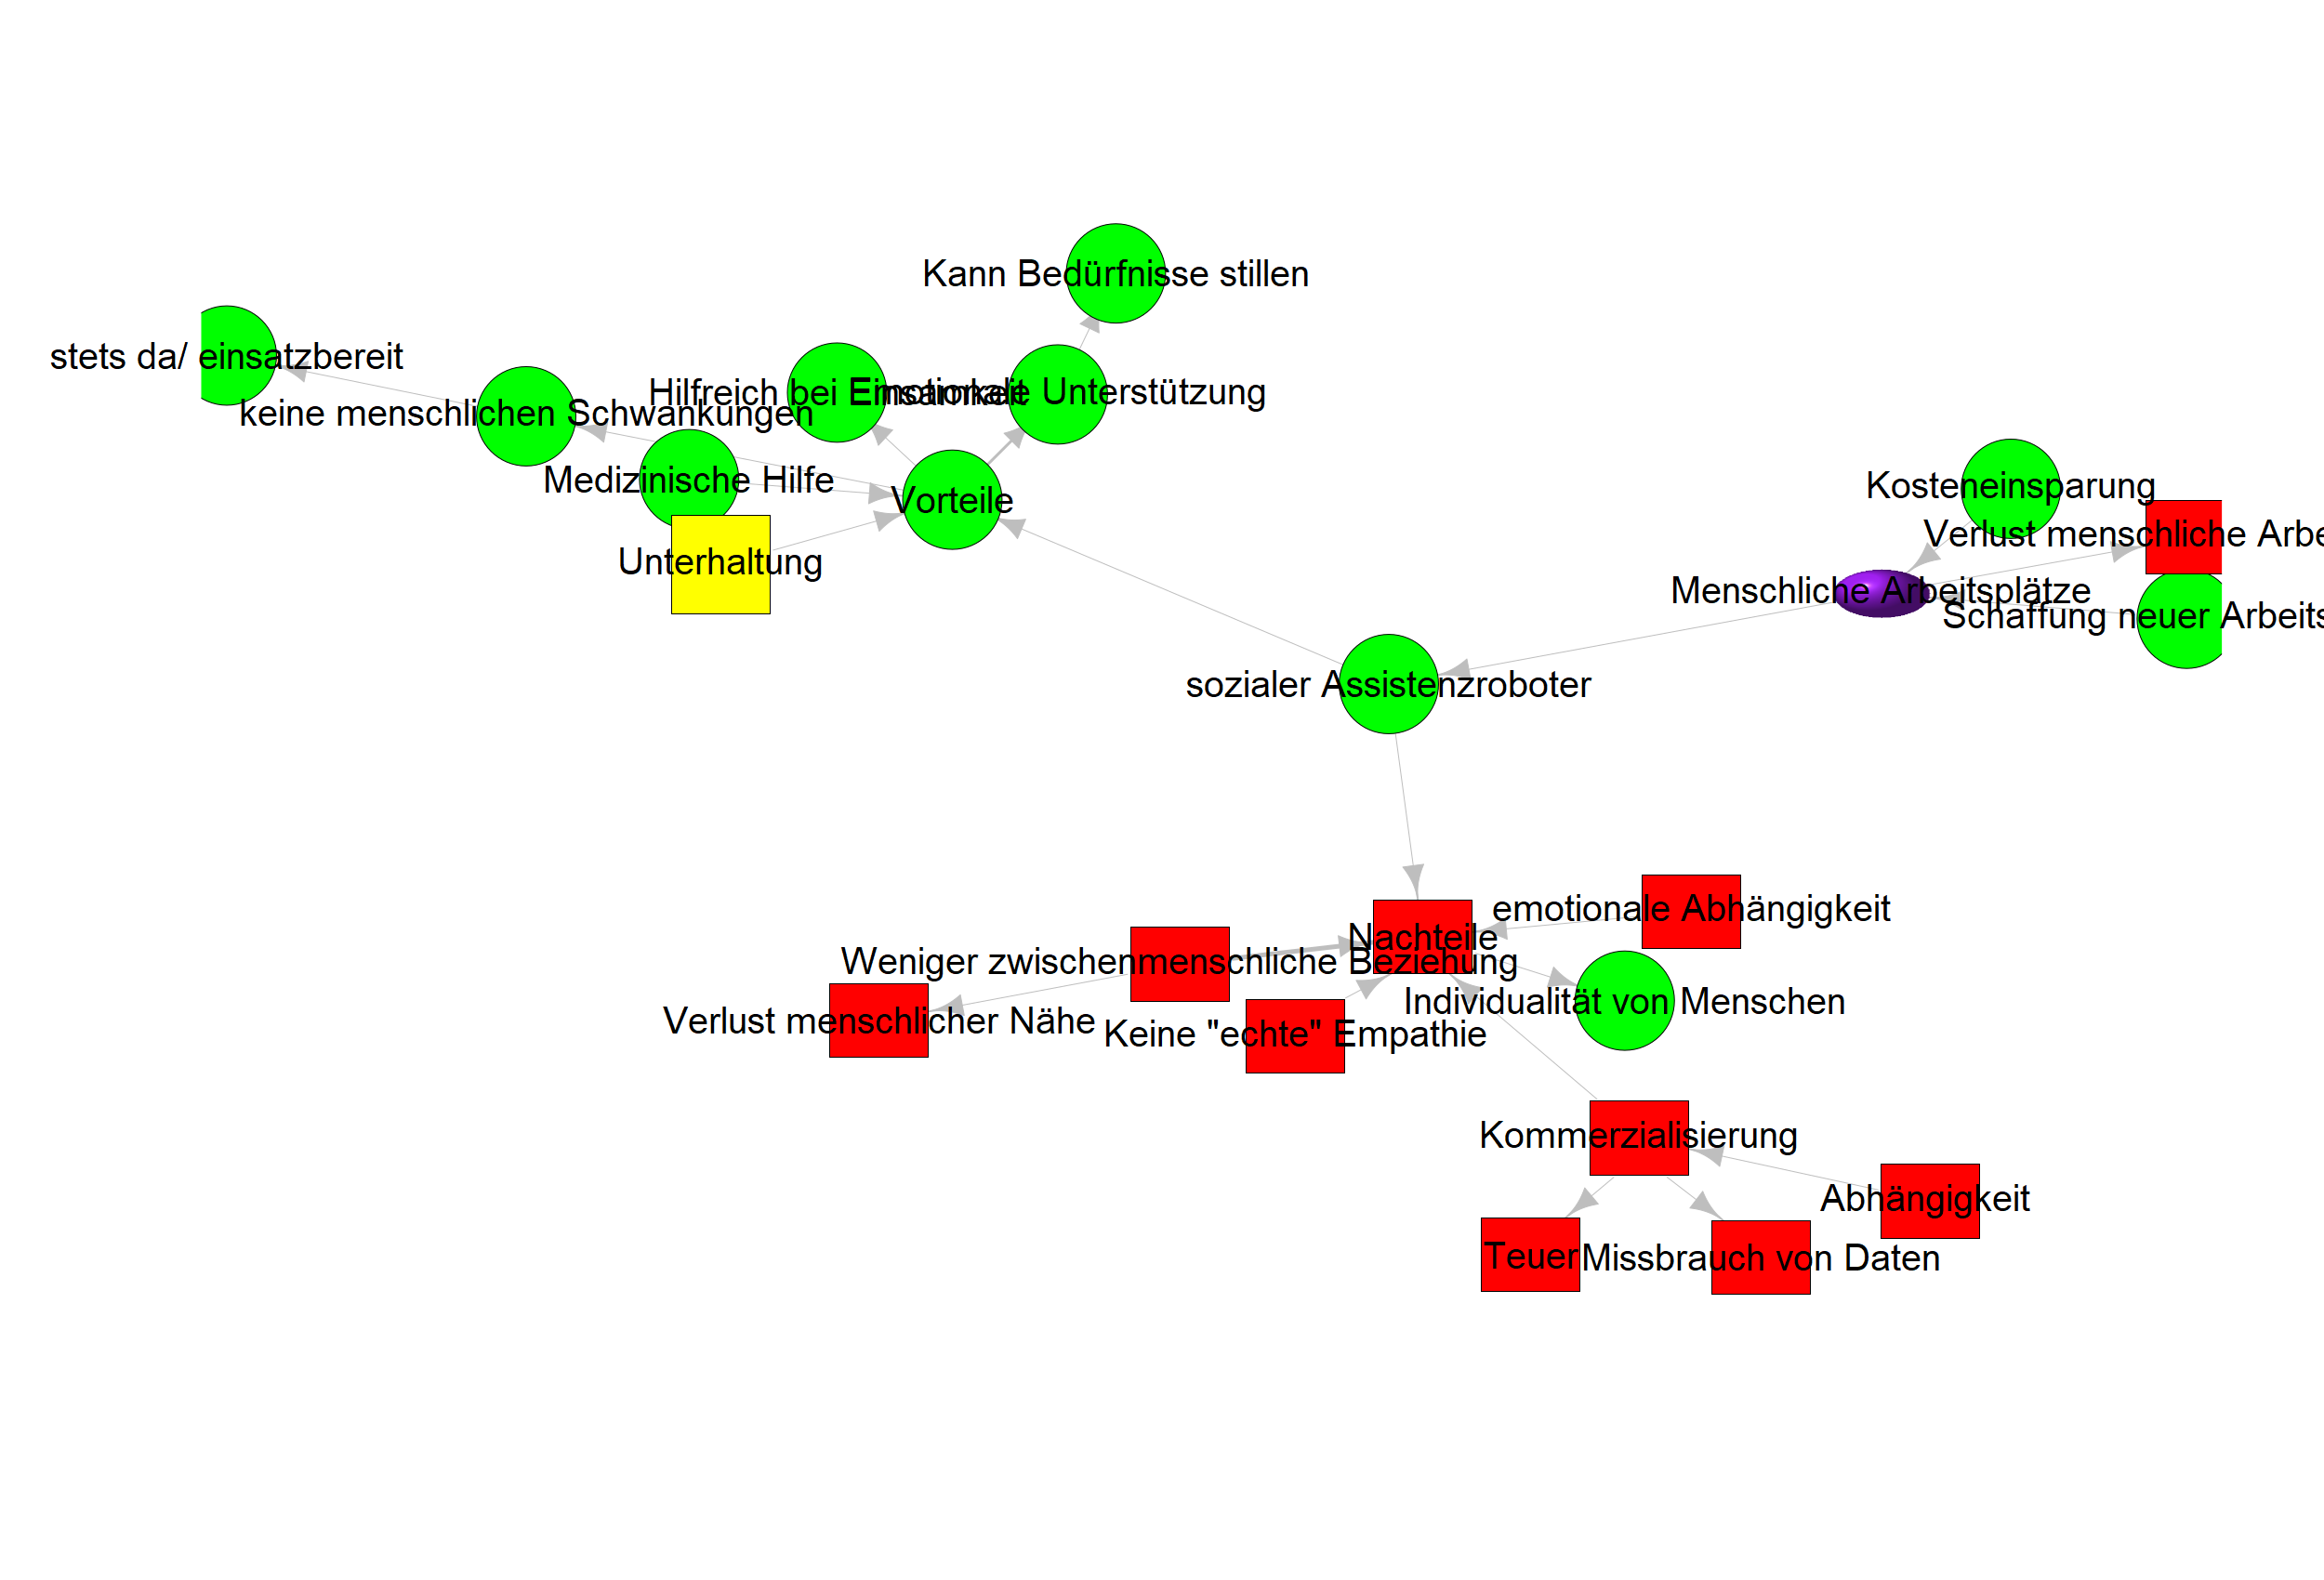 Kann Bedürfnisse stillen
stets da/ einsatzbereit
Hilfreich bei Einsamkeit
Emotionale Unterstützung
keine menschlichen Schwankungen
Medizinische Hilfe
Vorteile
Kosteneinsparung
Verlust menschliche Arbe
Unterhaltung
Menschliche Arbeitsplätze
Schaffung neuer Arbeits
sozialer Assistenzroboter
emotionale Abhängigkeit
Nachteile
Weniger zwischenmenschliche Beziehung
Individualität von Menschen
Verlust menschlicher Nähe
Keine "echte" Empathie
Kommerzialisierung
Abhängigkeit
Teuer
Missbrauch von Daten